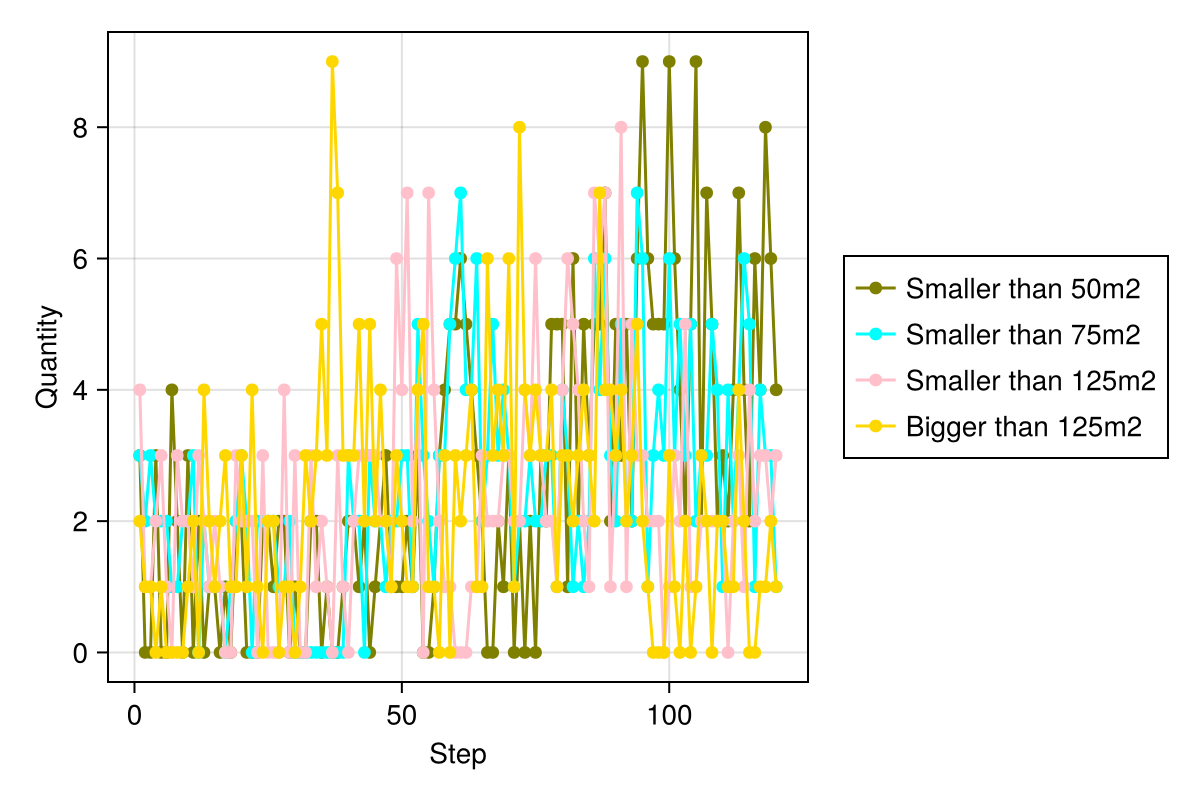 8
6
4
2
0
Quantity
0 50 100
Step
Smaller than 50m2
Smaller than 75m2
Smaller than 125m2
Bigger than 125m2